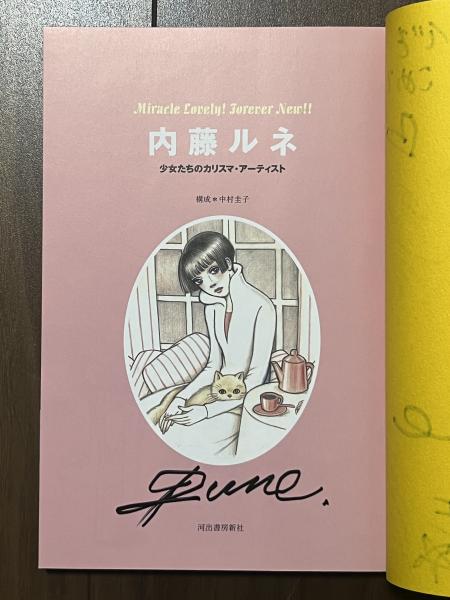 Miracle Lovely! Forever New!!
内藤ルネ
少女たちのカリスマ・アーティスト
構成＊中村圭子
Rune.
河出書房新社